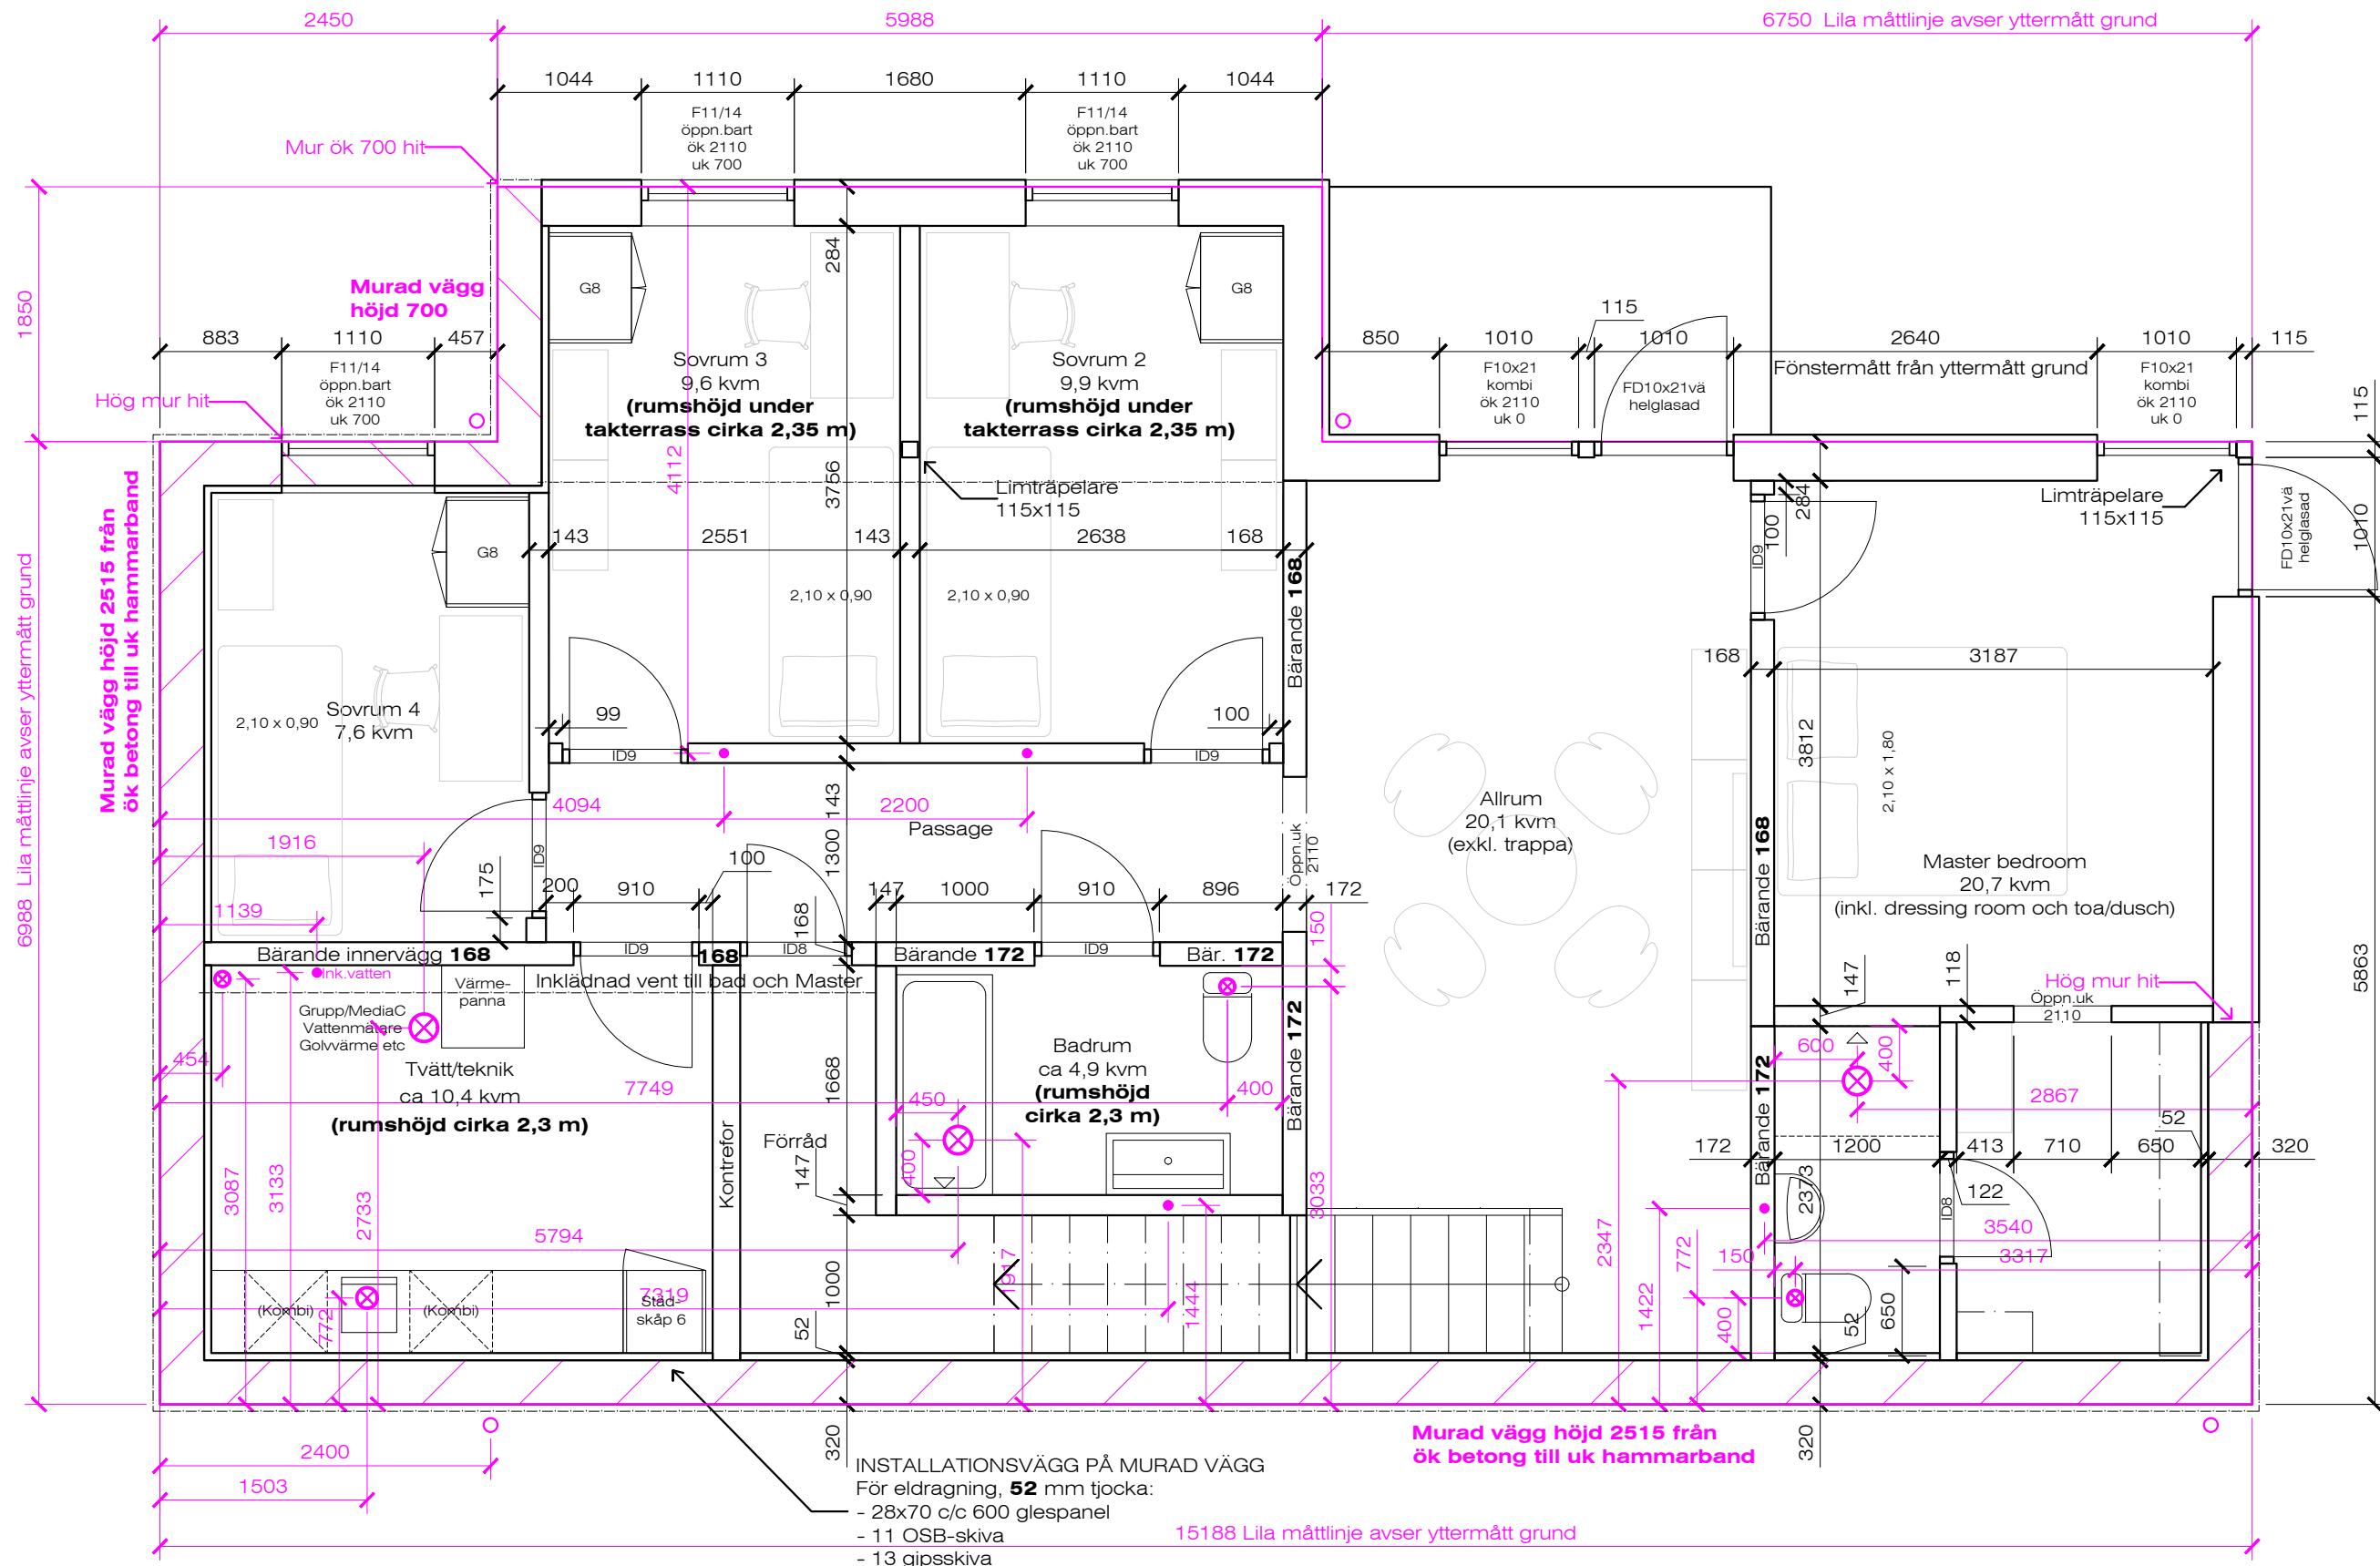 2450
5988
6750 Lila måttlinje avser yttermått grund
1044
1110
1680
1110
1044
F11/14
öppn.bart
ök 2110
uk 700
F11/14
öppn.bart
ök 2110
uk 700
Mur ök 700 hit
1850
284
G8
G8
Murad vägg
höjd 700
115
883
1110
457
850
1010
1010
2640
1010
115
F11/14
öppn.bart
ök 2110
uk 700
Sovrum 3
9,6 kvm
(rumshöjd under
takterrass cirka 2,35 m)
Sovrum 2
9,9 kvm
(rumshöjd under
takterrass cirka 2,35 m)
F10x21
kombi
ök 2110
uk 0
FD10x21vä
helglasad
Fönstermått från yttermått grund
F10x21
kombi
ök 2110
uk 0
115
Hög mur hit
4112
3756
Limträpelare
115x115
284
100
ID9
Limträpelare
115x115
FD10x21vä
helglasad
1010
Murad vägg höjd 2515 från
ök betong till uk hammarband
6988 Lila måttlinje avser yttermått grund
G8
143
2551
143
2638
168
2,10 x 0,90
2,10 x 0,90
Bärande 168
168
3187
Sovrum 4
7,6 kvm
2,10 x 0,90
99
100
ID9
ID9
3812
2,10 x 1,80
4094
143
2200
Passage
Allrum
20,1 kvm
(exkl. trappa)
1916
1300
Öppn.uk
2110
Bärande 168
Master bedroom
20,7 kvm
(inkl. dressing room och toa/dusch)
ID9
175
200
910
100
147
1000
910
896
172
1139
168
150
5863
Bärande innervägg 168
ID9
168
ID8
Bärande 172
ID9
Bär. 172
Ink.vatten
Värme-
panna
Inklädnad vent till bad och Master
147
118
Hög mur hit
Öppn.uk
2110
Grupp/MediaC
Vattenmätare
Golvvärme etc
454
Tvätt/teknik
ca 10,4 kvm
(rumshöjd cirka 2,3 m)
7749
1668
Badrum
ca 4,9 kvm
(rumshöjd
cirka 2,3 m)
450
400
400
Bärande 172
Bärande 172
600
400
2867
52
Kontrefor
Förråd
147
172
1200
413
710
650
320
3087
3133
2733
3033
2373
122
ID8
5794
1917
2347
3540
3317
150
772
1422
(Kombi)
(Kombi)
7319
Städ-
skåp 6
772
1000
52
1444
400
52
650
2400
1503
320
INSTALLATIONSVÄGG PÅ MURAD VÄGG
För eldragning, 52 mm tjocka:
- 28x70 c/c 600 glespanel
- 11 OSB-skiva
- 13 gipsskiva
Murad vägg höjd 2515 från
ök betong till uk hammarband
320
15188 Lila måttlinje avser yttermått grund